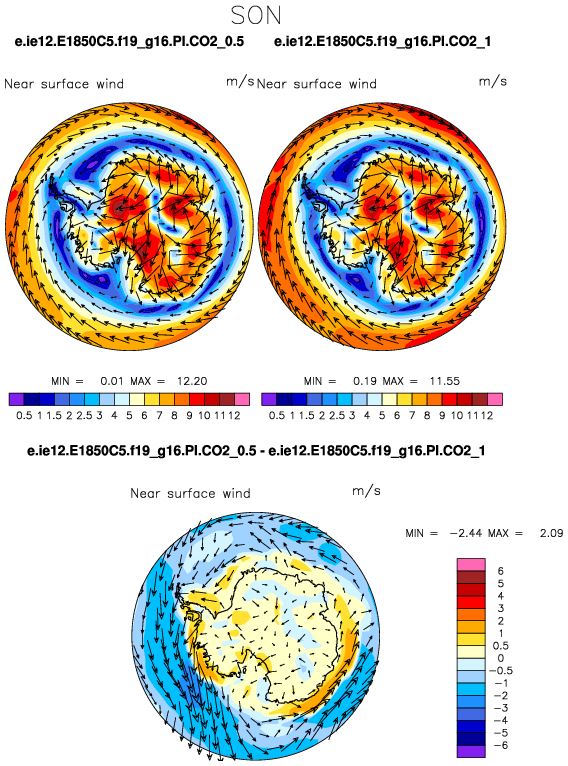 SON
e.ie12.E1850C5.f19_g16.PI.CO2_0.5 e.ie12.E1850C5.f19_g16.PI.CO2_1
Near surface wind m/s Near surface wind m/s
MIN = 0.01 MAX = 12.20 MIN = 0.19 MAX = 11.55
0.5 1 1.5 2 2.5 3 4 5 6 7 8 9 10 11 12 0.5 1 1.5 2 2.5 3 4 5 6 7 8 9 10 11 12
e.ie12.E1850C5.f19_g16.PI.CO2_0.5 - e.ie12.E1850C5.f19_g16.PI.CO2_1
Near surface wind m/s
MIN = -2.44 MAX = 2.09
6
5
4
3
2
1
0.5
0
-0.5
-1
-2
-3
-4
-5
-6